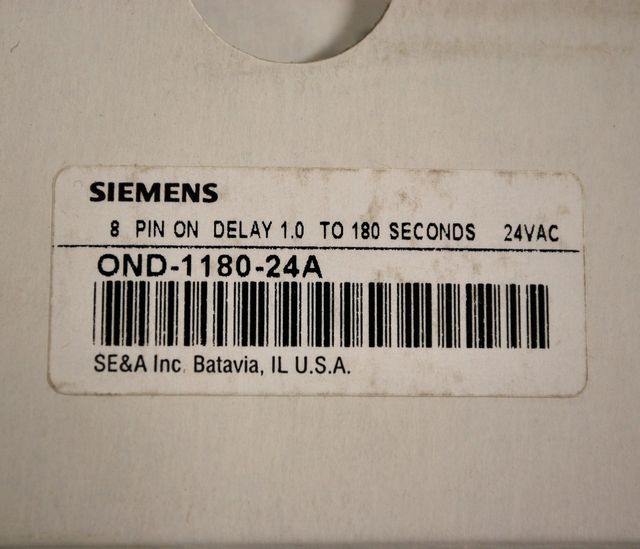 SIEMENS
8 PIN ON DELAY 1.0 TO 180 SECONDS 24VAC
OND-1180-24A
SE&A Inc. Batavia, IL U.S.A.